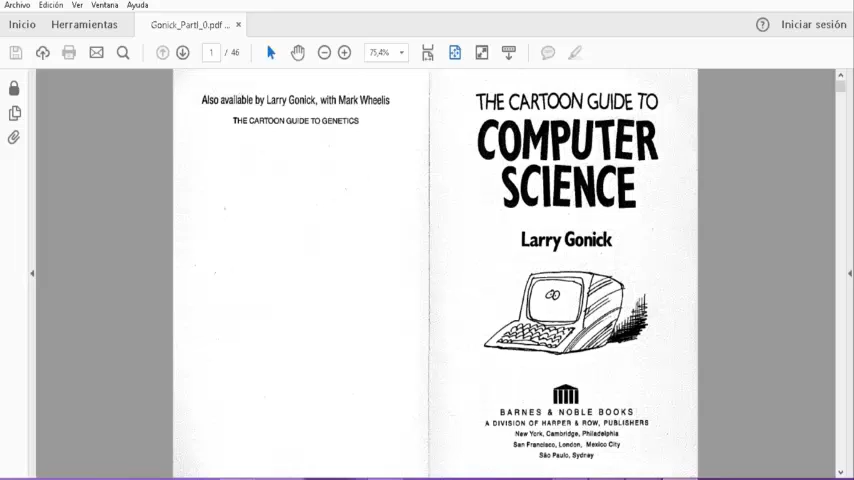 Archivo Edición Ver Ventana Ayuda
Inicio Herramientas Gonick_PartI_0.pdf ... × Iniciar sesión
1 / 46 75,4%
Also available by Larry Gonick, with Mark Wheelis
THE CARTOON GUIDE TO GENETICS
THE CARTOON GUIDE TO
COMPUTER
SCIENCE
Larry Gonick
BARNES & NOBLE BOOKS
A DIVISION OF HARPER & ROW, PUBLISHERS
New York, Cambridge, Philadelphia
San Francisco, London, Mexico City
São Paulo, Sydney